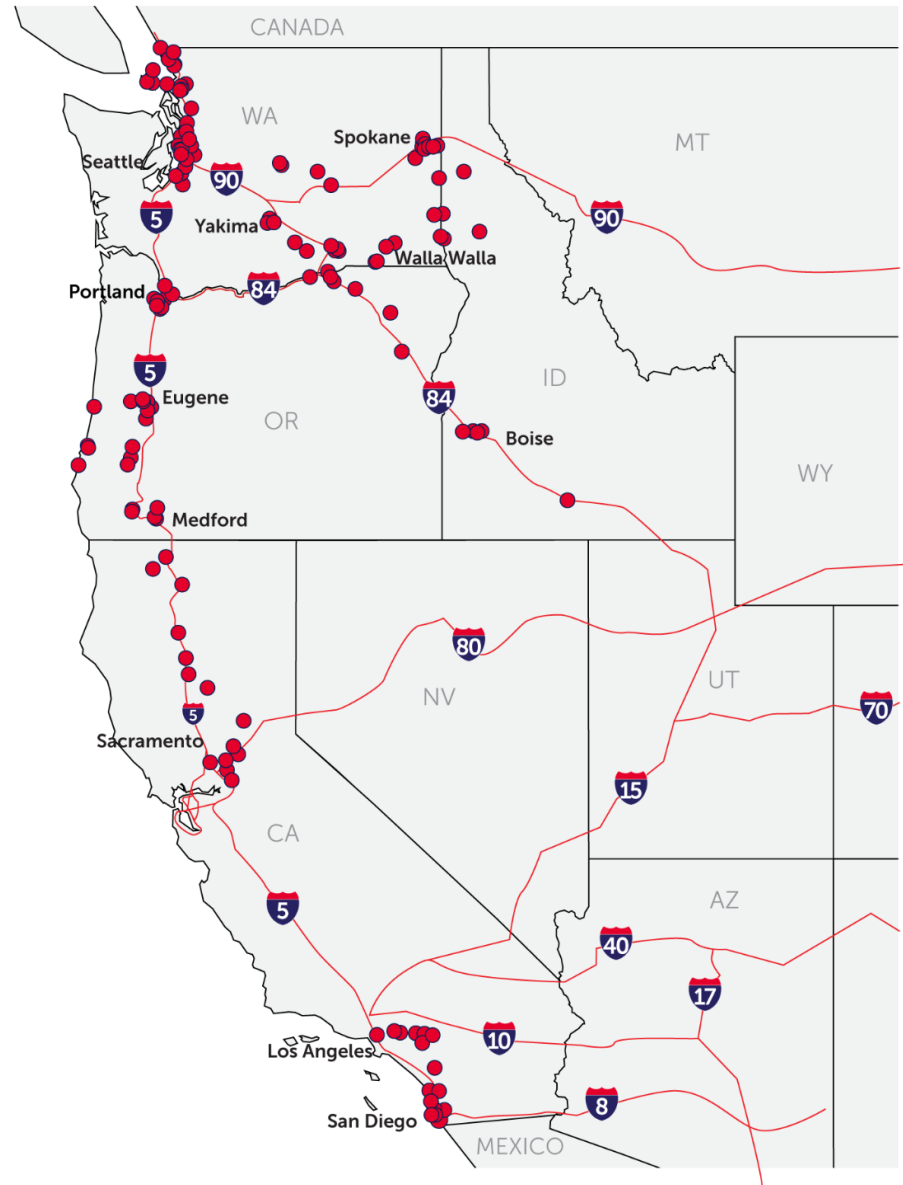 CANADA
WA
Spokane
MT
Seattle
90
5
90
Yakima
Walla Walla
Portland
84
5
ID
84
Eugene
OR
Boise
WY
Medford
80
NV
UT
5
70
Sacramento
15
CA
5
AZ
40
17
10
Los Angeles
8
San Diego
MEXICO